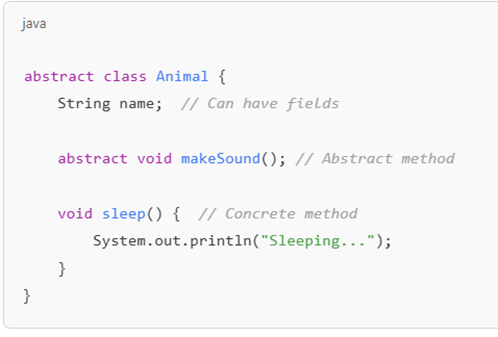 java
abstract class Animal {
    String name;  // Can have fields
    abstract void makeSound(); // Abstract method
    void sleep() {  // Concrete method
        System.out.println("Sleeping...");
    }
}